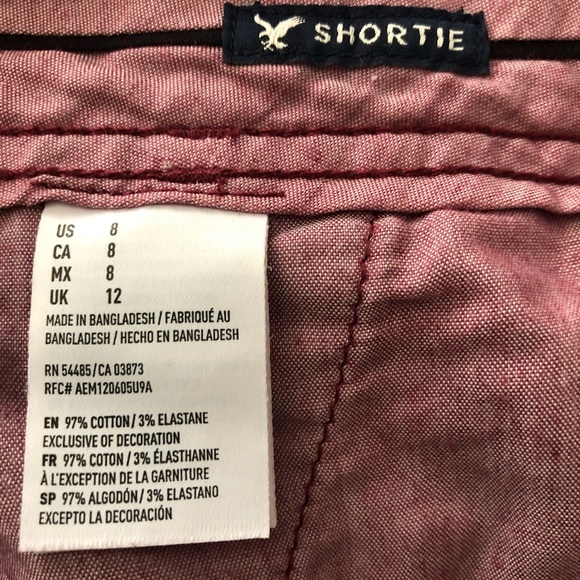 SHORTIE
US 8
CA 8
MX 8
UK 12
MADE IN BANGLADESH / FABRIQUÉ AU
BANGLADESH / HECHO EN BANGLADESH
RN 54485/CA 03873
RFC# AEM120605U9A
EN 97% COTTON / 3% ELASTANE
EXCLUSIVE OF DECORATION
FR 97% COTON / 3% ÉLASTHANNE
À L'EXCEPTION DE LA GARNITURE
SP 97% ALGODÓN / 3% ELASTANO
EXCEPTO LA DECORACIÓN